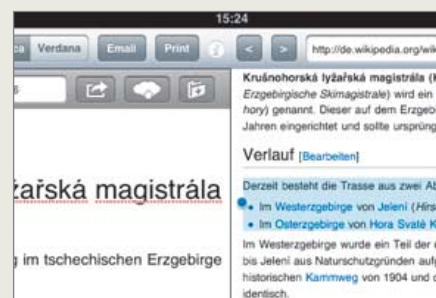 15:24
Verdana Email Print < > http://de.wikipedia.org/wik
magistrála
im tschechischen Erzgebirge
Krušnohorská lyžařská magistrála
Erzgebirgische Skimagistrale) wird ein
hory) genannt. Dieser auf dem Erzgeb
Jahren eingerichtet und sollte ursprüng
Verlauf [Bearbeiten]
Derzeit besteht die Trasse aus zwei Ab
• Im Westerzgebirge von Jelení (Hirs
• Im Osterzgebirge von Hora Svaté K
Im Westerzgebirge wurde ein Teil der
bis Jelení aus Naturschutzgründen auf
historischen Kammweg von 1904 und
identisch.